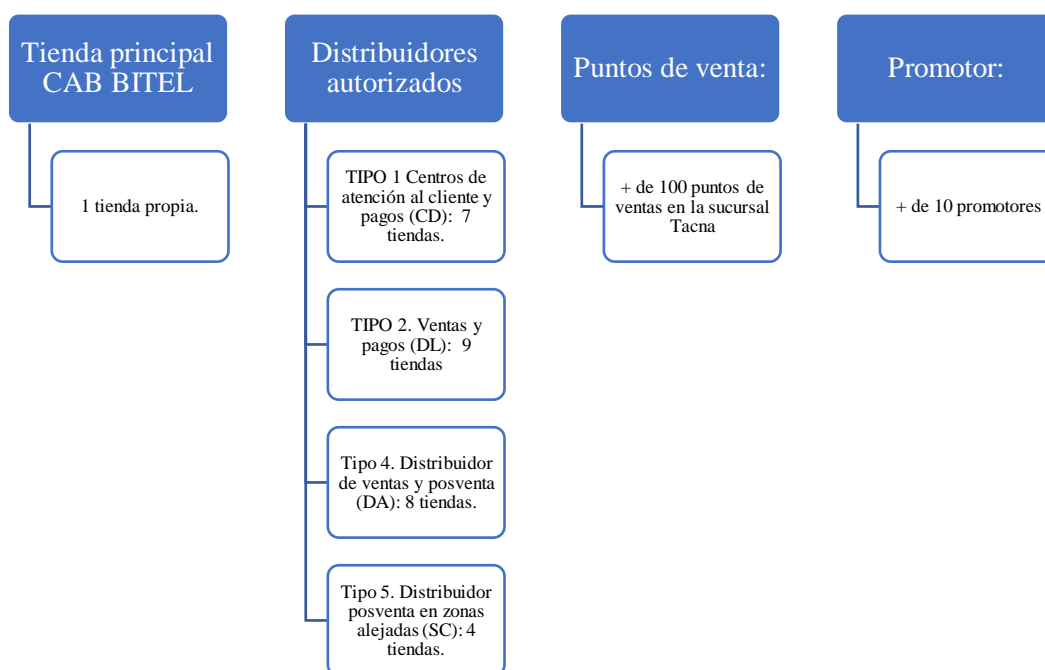 Tienda principal
CAB BITEL
1 tienda propia.
Distribuidores
autorizados
TIPO 1 Centros de
atención al cliente y
pagos (CD):  7
tiendas.
TIPO 2. Ventas y
pagos (DL):  9
tiendas
Tipo 4. Distribuidor
de ventas y posventa
(DA): 8 tiendas.
Tipo 5. Distribuidor
posventa en zonas
alejadas (SC): 4
tiendas.
Puntos de venta:
+ de 100 puntos de
ventas en la sucursal
Tacna
Promotor:
+ de 10 promotores